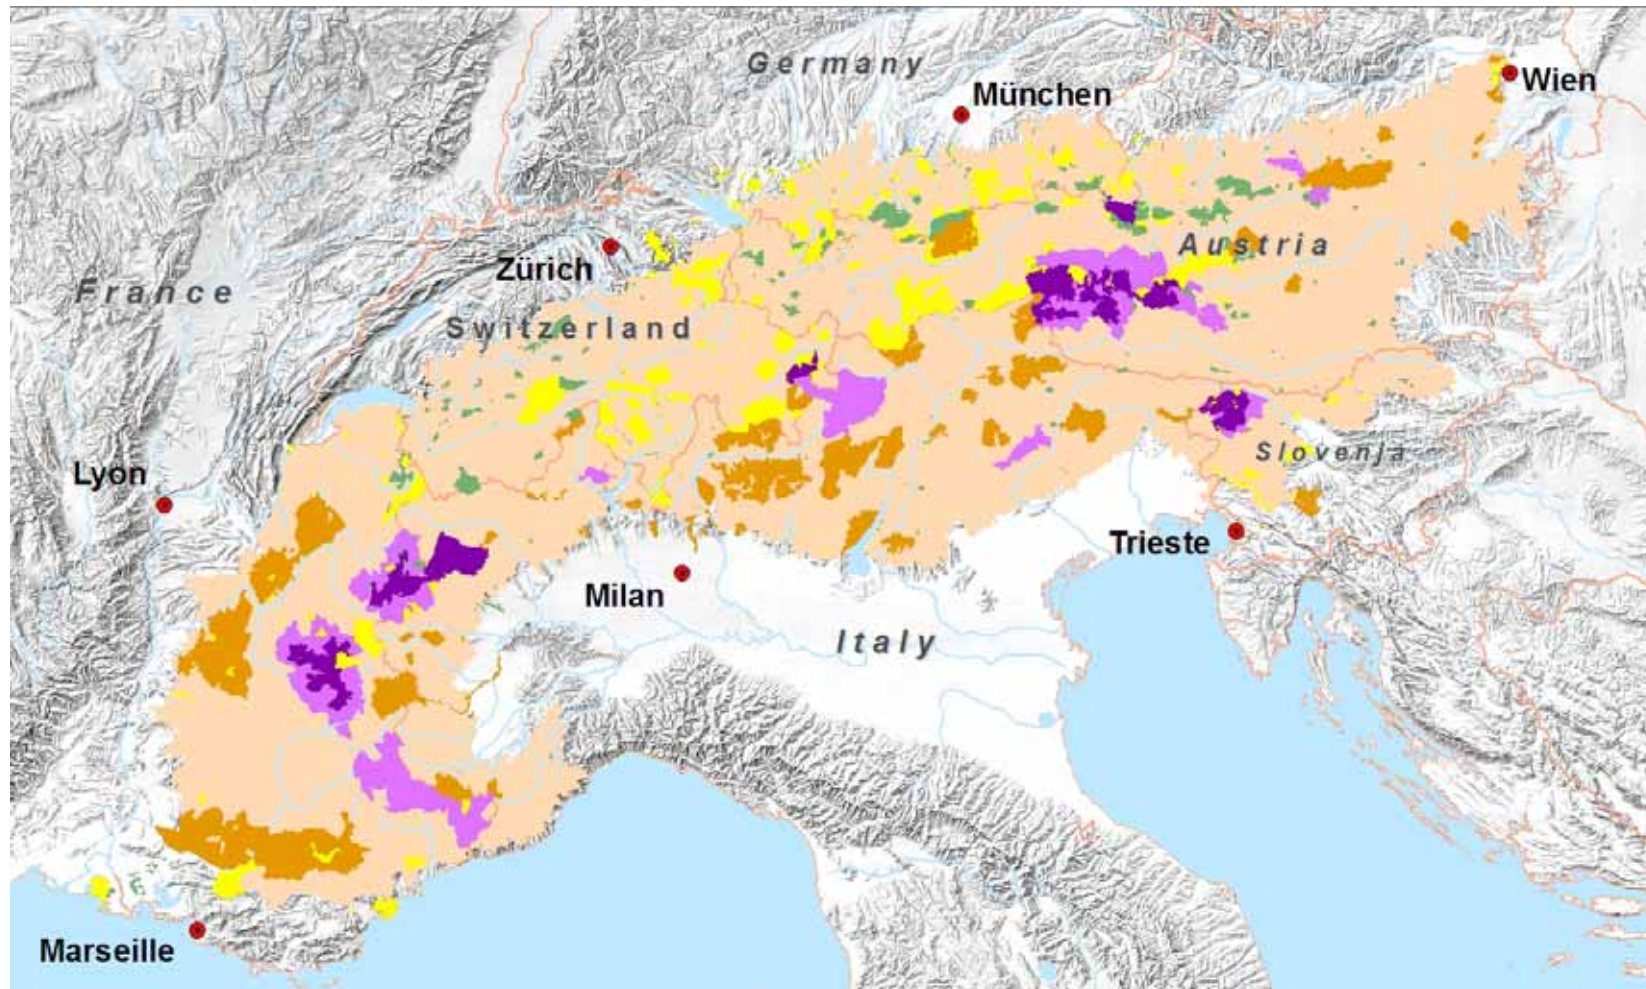 Germany
München
Wien
Zürich
Austria
France
Switzerland
Slovenja
Lyon
Trieste
Milan
Italy
Marseille